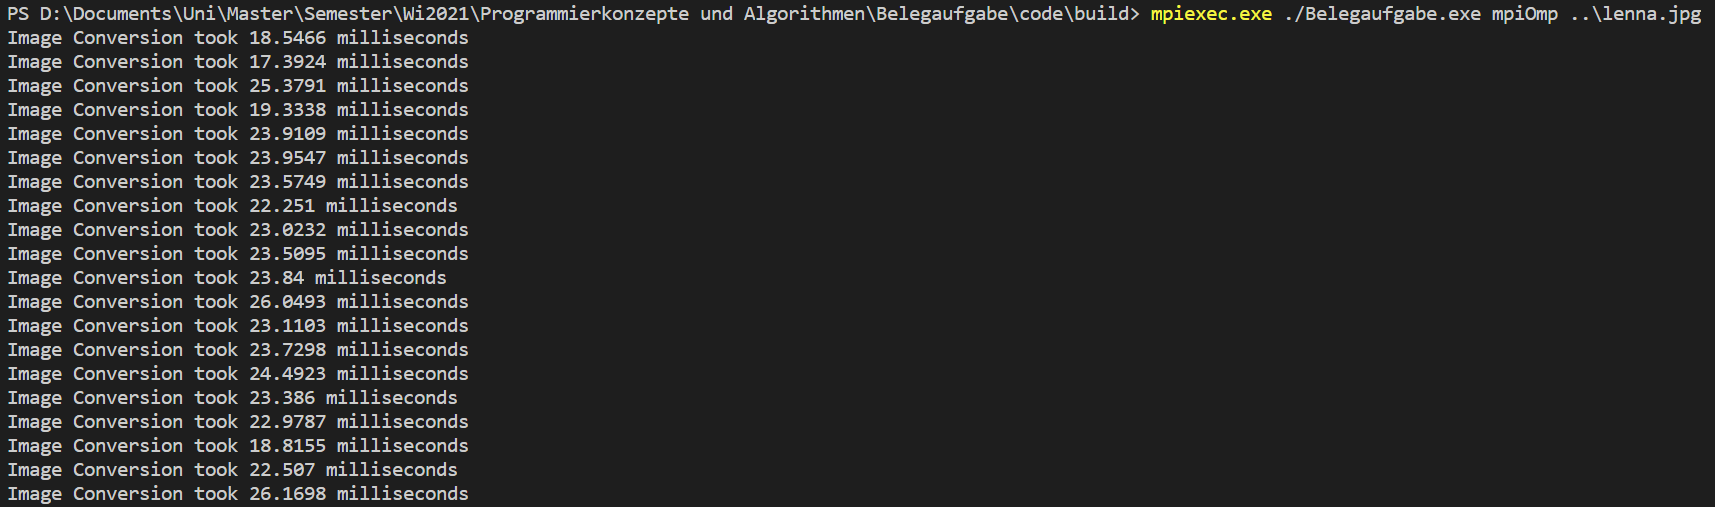 PS D:\Documents\Uni\Master\Semester\Wi2021\Programmierkonzepte und Algorithmen\Belegaufgabe\code\build> mpiexec.exe ./Belegaufgabe.exe mpiOmp ..\lenna.jpg
Image Conversion took 18.5466 milliseconds
Image Conversion took 17.3924 milliseconds
Image Conversion took 25.3791 milliseconds
Image Conversion took 19.3338 milliseconds
Image Conversion took 23.9109 milliseconds
Image Conversion took 23.9547 milliseconds
Image Conversion took 23.5749 milliseconds
Image Conversion took 22.251 milliseconds
Image Conversion took 23.0232 milliseconds
Image Conversion took 23.5095 milliseconds
Image Conversion took 23.84 milliseconds
Image Conversion took 26.0493 milliseconds
Image Conversion took 23.1103 milliseconds
Image Conversion took 23.7298 milliseconds
Image Conversion took 24.4923 milliseconds
Image Conversion took 23.386 milliseconds
Image Conversion took 22.9787 milliseconds
Image Conversion took 18.8155 milliseconds
Image Conversion took 22.507 milliseconds
Image Conversion took 26.1698 milliseconds